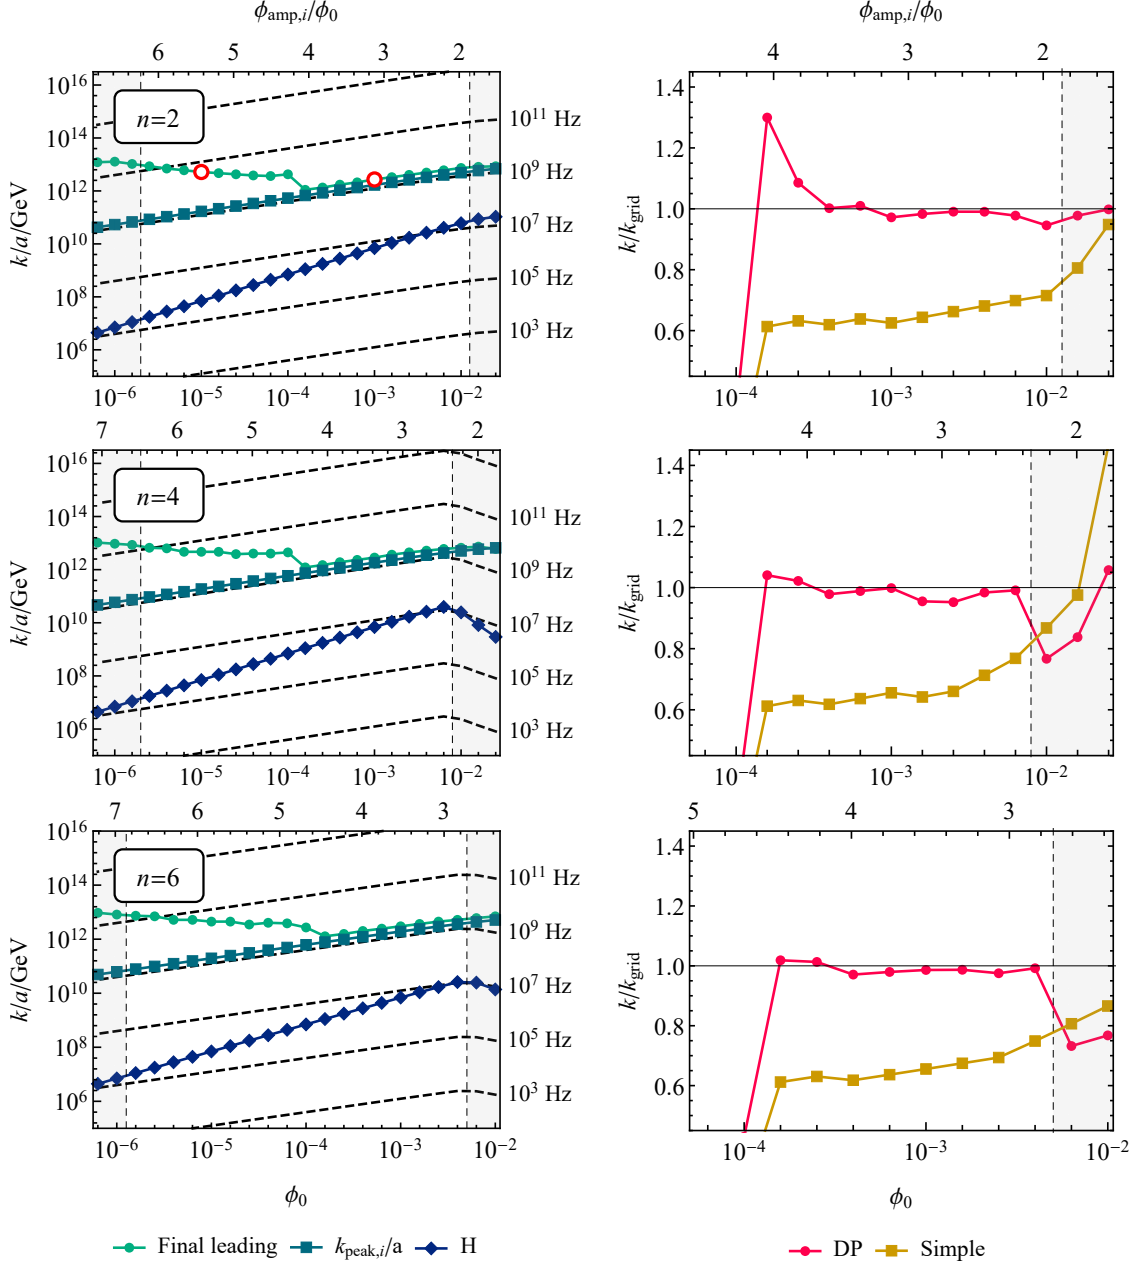 ϕamp,i/ϕ0
ϕamp,i/ϕ0
6 5 4 3 2
4 3 2
n=2
k/a/GeV
10^16
10^14
10^12
10^10
10^8
10^6
10^11 Hz
10^9 Hz
10^7 Hz
10^5 Hz
10^3 Hz
10^−6 10^−5 10^−4 10^−3 10^−2
k/kgrid
1.4
1.2
1.0
0.8
0.6
10^−4 10^−3 10^−2
7 6 5 4 3 2
4 3 2
n=4
k/a/GeV
10^16
10^14
10^12
10^10
10^8
10^6
10^11 Hz
10^9 Hz
10^7 Hz
10^5 Hz
10^3 Hz
10^−6 10^−5 10^−4 10^−3 10^−2
k/kgrid
1.4
1.2
1.0
0.8
0.6
10^−4 10^−3 10^−2
7 6 5 4 3
5 4 3
n=6
k/a/GeV
10^16
10^14
10^12
10^10
10^8
10^6
10^11 Hz
10^9 Hz
10^7 Hz
10^5 Hz
10^3 Hz
10^−6 10^−5 10^−4 10^−3 10^−2
k/kgrid
1.4
1.2
1.0
0.8
0.6
10^−4 10^−3 10^−2
ϕ0
ϕ0
Final leading kpeak,i/a H
DP Simple